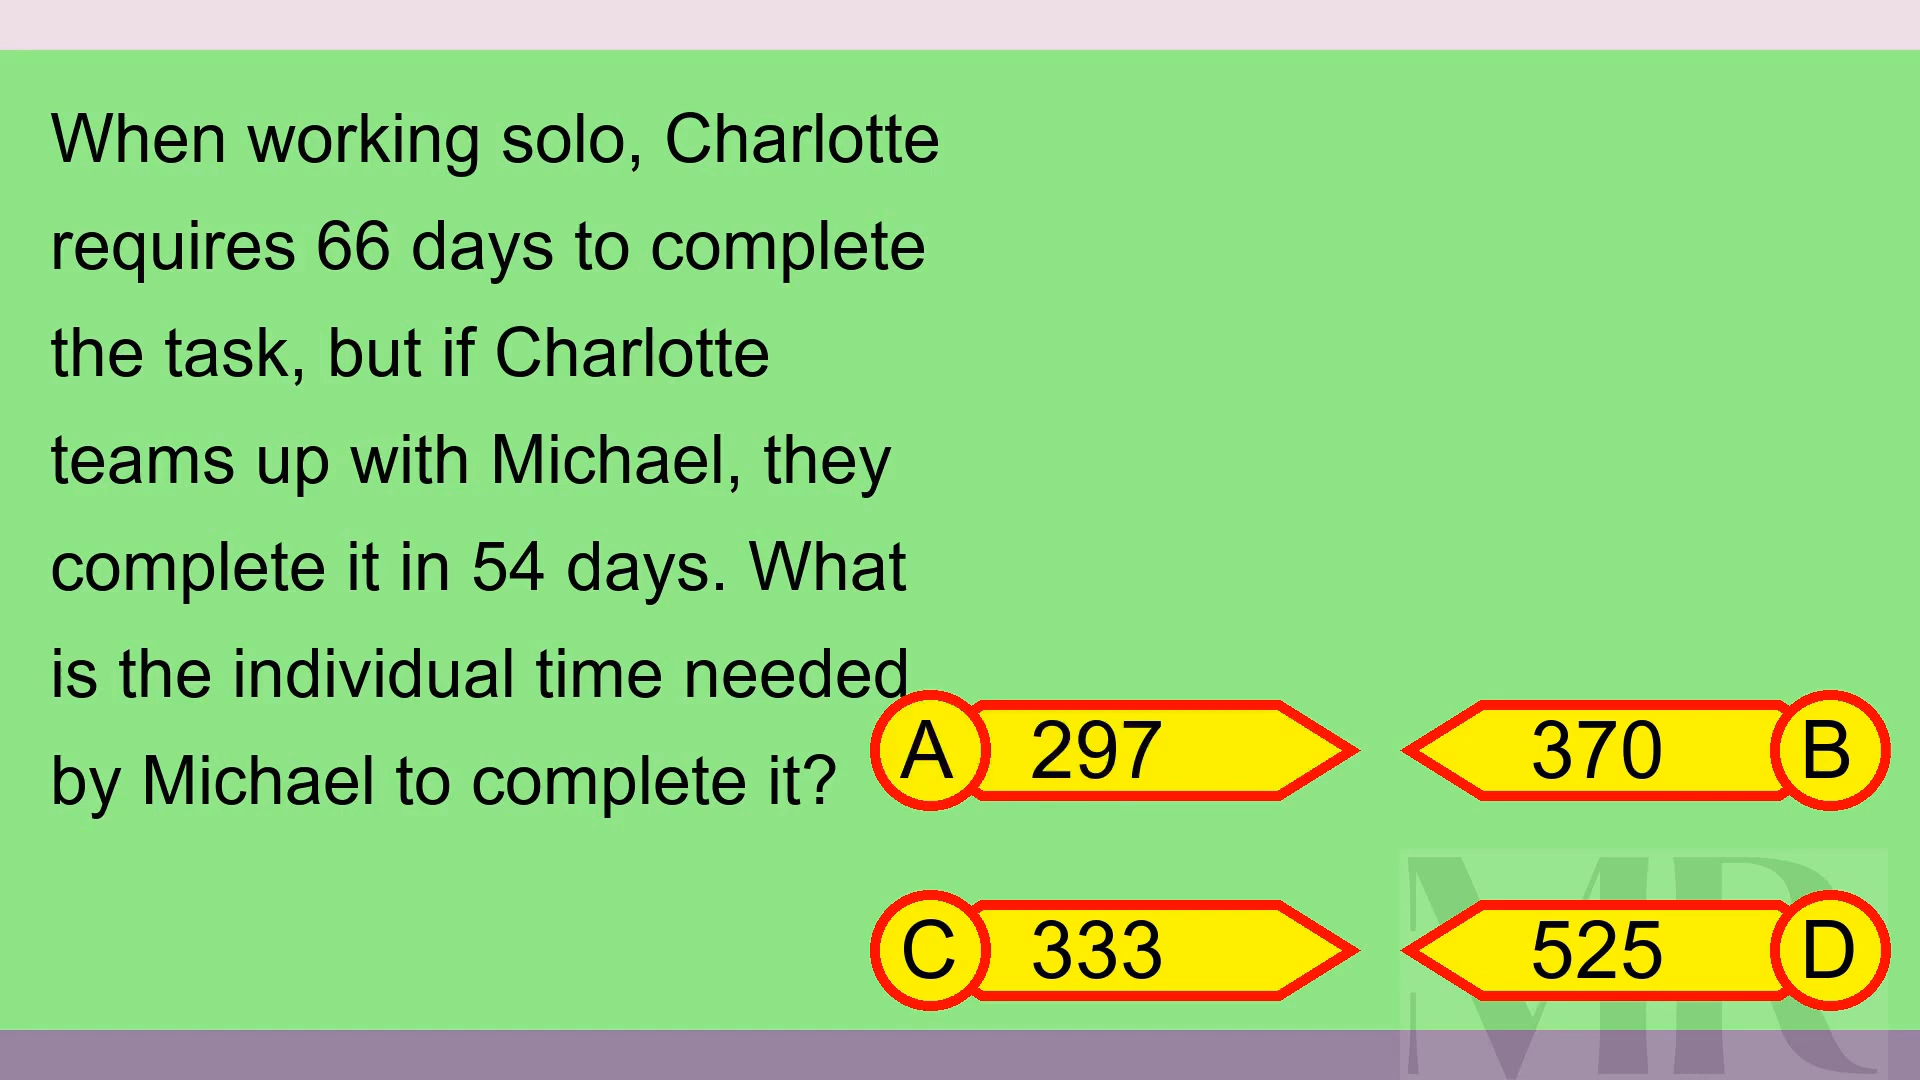 When working solo, Charlotte
requires 66 days to complete
the task, but if Charlotte
teams up with Michael, they
complete it in 54 days. What
is the individual time needed
by Michael to complete it?
A 297
370 B
C 333
525 D
MR